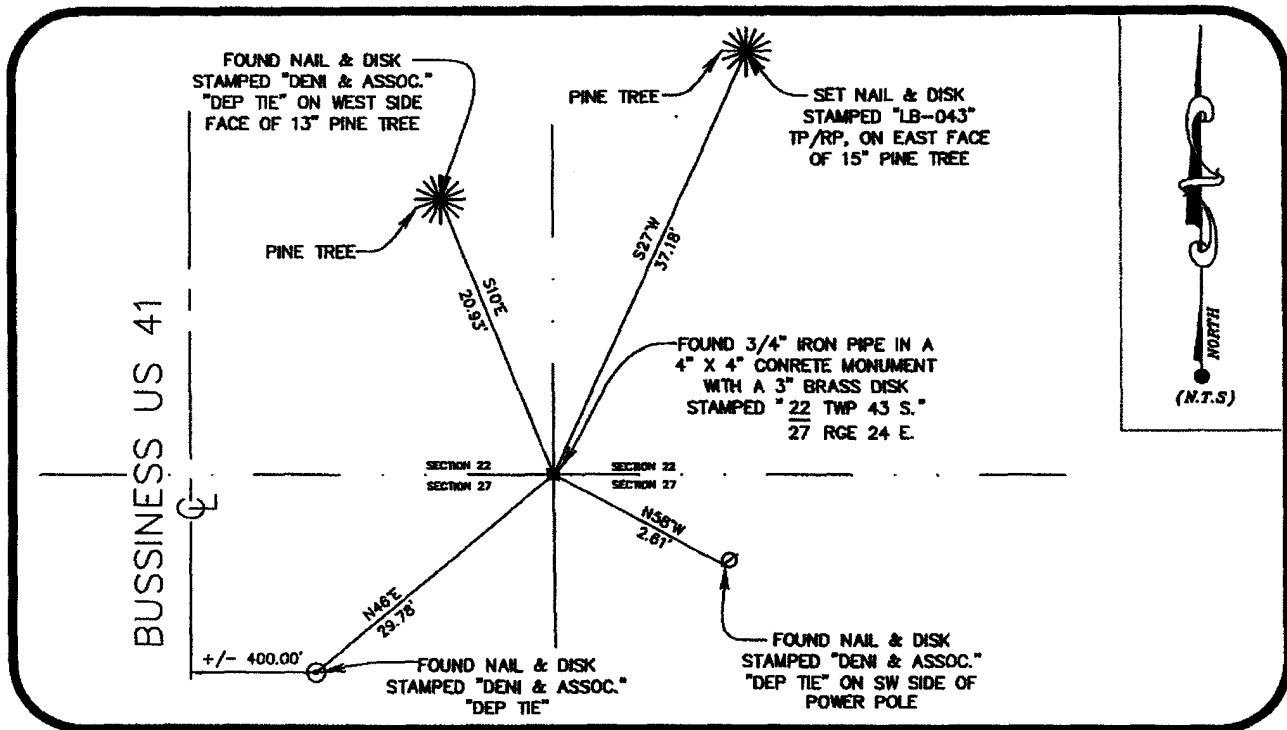 FOUND NAIL & DISK
STAMPED "DENI & ASSOC."
"DEP TIE" ON WEST SIDE
FACE OF 13" PINE TREE
PINE TREE
SET NAIL & DISK
STAMPED "LB-043"
TP/RP, ON EAST FACE
OF 15" PINE TREE
PINE TREE
S10°E
20.93'
S27°W
37.18'
NORTH
(N.T.S)
BUSSINESS US 41
FOUND 3/4" IRON PIPE IN A
4" X 4" CONRETE MONUMENT
WITH A 3" BRASS DISK
STAMPED "22 TWP 43 S."
27 RGE 24 E.
SECTION 22
SECTION 27
SECTION 22
SECTION 27
CL
N46°E
29.78'
N58°W
2.61'
+/- 400.00'
FOUND NAIL & DISK
STAMPED "DENI & ASSOC."
"DEP TIE"
FOUND NAIL & DISK
STAMPED "DENI & ASSOC."
"DEP TIE" ON SW SIDE OF
POWER POLE